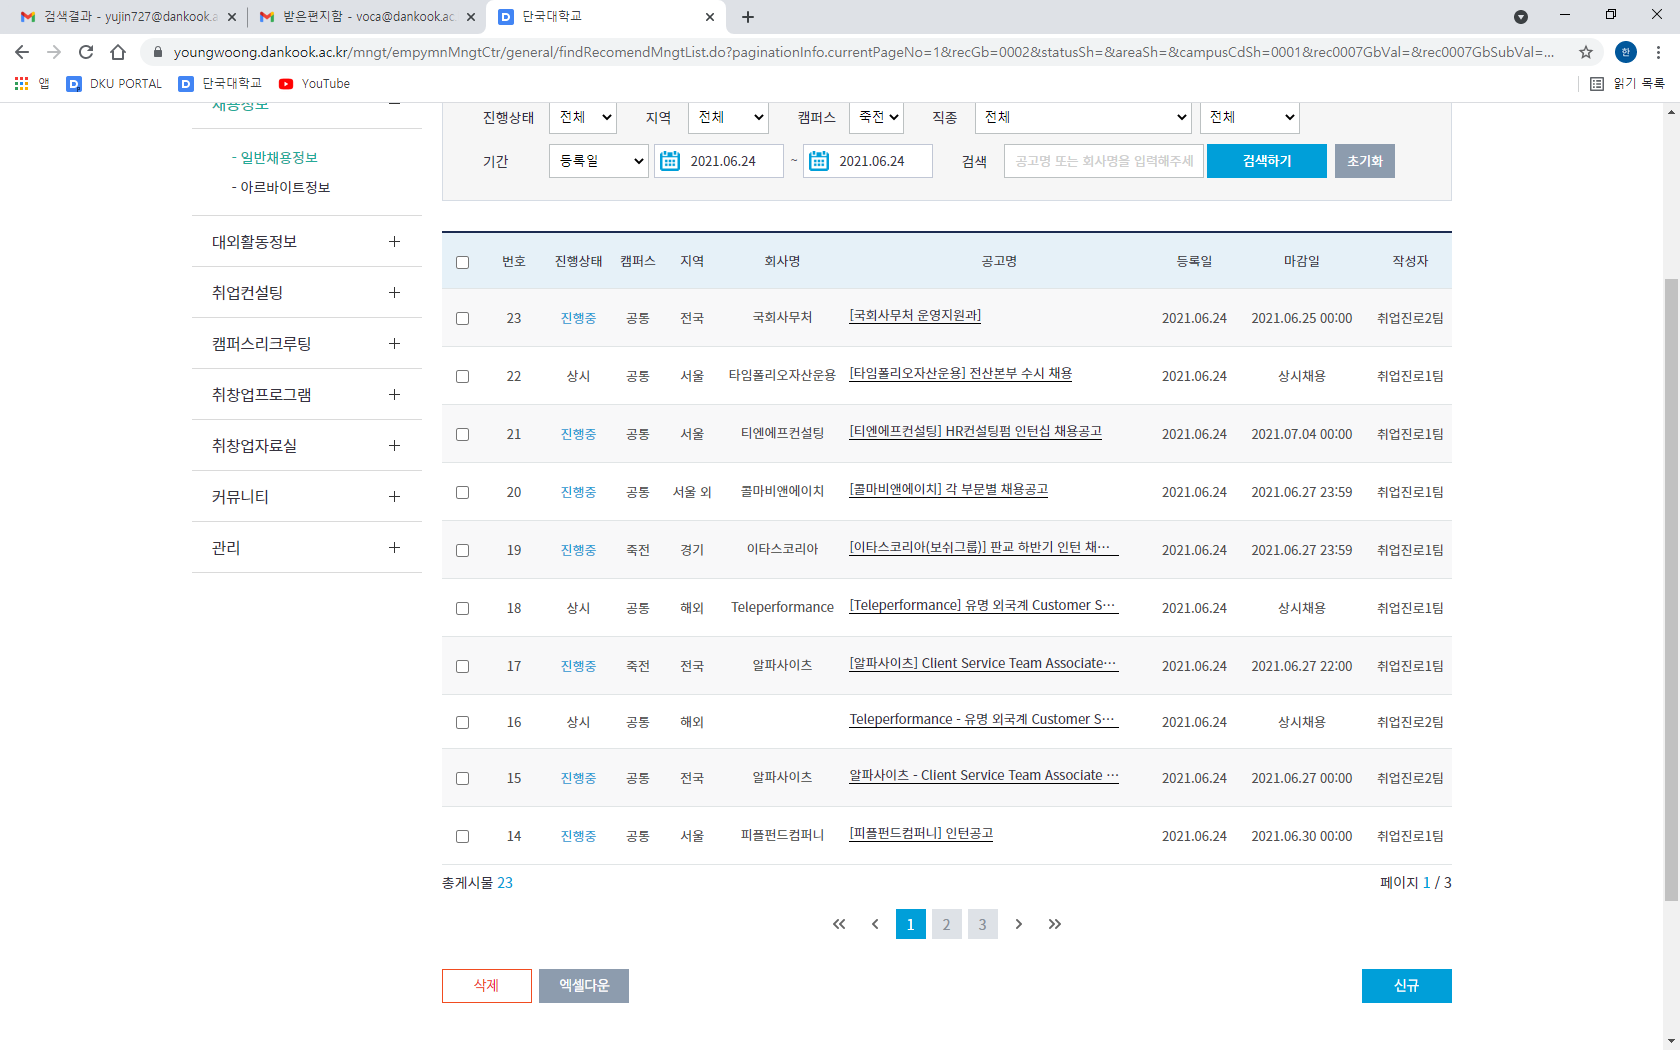 검색결과 - yujin727@dankook.a
받은편지함 - voca@dankook.ac.
단국대학교
youngwoong.dankook.ac.kr/mngt/empymnMngtCtr/general/findRecomendMngtList.do?paginationInfo.currentPageNo=1&recGb=0002&statusSh=&areaSh=&campusCdSh=0001&rec0007GbVal=&rec0007GbSubVal=...
한
앱 DKU PORTAL 단국대학교 YouTube 읽기 목록
채용정보
- 일반채용정보
- 아르바이트정보
대외활동정보
취업컨설팅
캠퍼스리크루팅
취창업프로그램
취창업자료실
커뮤니티
관리
진행상태 전체 지역 전체 캠퍼스 죽전 직종 전체 전체
기간 등록일 2021.06.24 ~ 2021.06.24 검색 공고명 또는 회사명을 입력해주세 검색하기 초기화
번호 진행상태 캠퍼스 지역 회사명 공고명 등록일 마감일 작성자
23 진행중 공통 전국 국회사무처 [국회사무처 운영지원과] 2021.06.24 2021.06.25 00:00 취업진로2팀
22 상시 공통 서울 타임폴리오자산운용 [타임폴리오자산운용] 전산본부 수시 채용 2021.06.24 상시채용 취업진로1팀
21 진행중 공통 서울 티엔에프컨설팅 [티엔에프컨설팅] HR컨설팅펌 인턴십 채용공고 2021.06.24 2021.07.04 00:00 취업진로1팀
20 진행중 공통 서울 외 콜마비앤에이치 [콜마비앤에이치] 각 부문별 채용공고 2021.06.24 2021.06.27 23:59 취업진로1팀
19 진행중 죽전 경기 이타스코리아 [이타스코리아(보쉬그룹)] 판교 하반기 인턴 채… 2021.06.24 2021.06.27 23:59 취업진로1팀
18 상시 공통 해외 Teleperformance [Teleperformance] 유명 외국계 Customer S… 2021.06.24 상시채용 취업진로1팀
17 진행중 죽전 전국 알파사이츠 [알파사이츠] Client Service Team Associate… 2021.06.24 2021.06.27 22:00 취업진로1팀
16 상시 공통 해외 Teleperformance - 유명 외국계 Customer S… 2021.06.24 상시채용 취업진로2팀
15 진행중 공통 전국 알파사이츠 알파사이츠 - Client Service Team Associate … 2021.06.24 2021.06.27 00:00 취업진로2팀
14 진행중 공통 서울 피플펀드컴퍼니 [피플펀드컴퍼니] 인턴공고 2021.06.24 2021.06.30 00:00 취업진로1팀
총게시물 23 페이지 1 / 3
1 2 3
삭제 엑셀다운 신규